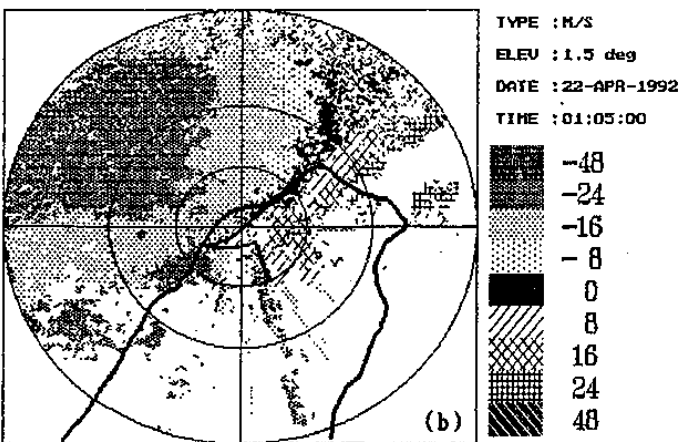 TYPE :M/S
ELEV :1.5 deg
DATE :22-APR-1992
TIME :01:05:00
-48
-24
-16
- 8
0
8
16
24
48
(b)